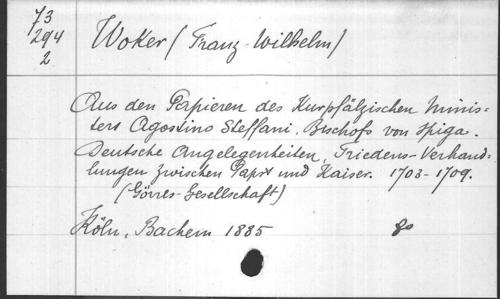 73
294
2
Woker (Franz-Wilhelm)
Aus den Papieren des Kurpfälzischen Minis=
ters Agostino Steffani. Bischofs von Spiga.
Deutsche Angelegenheiten, Friedens-Verhand=
lungen zwischen Papst und Kaiser. 1703-1709.
(Görres-Gesellschaft)
Köln, Bachem 1885 8o